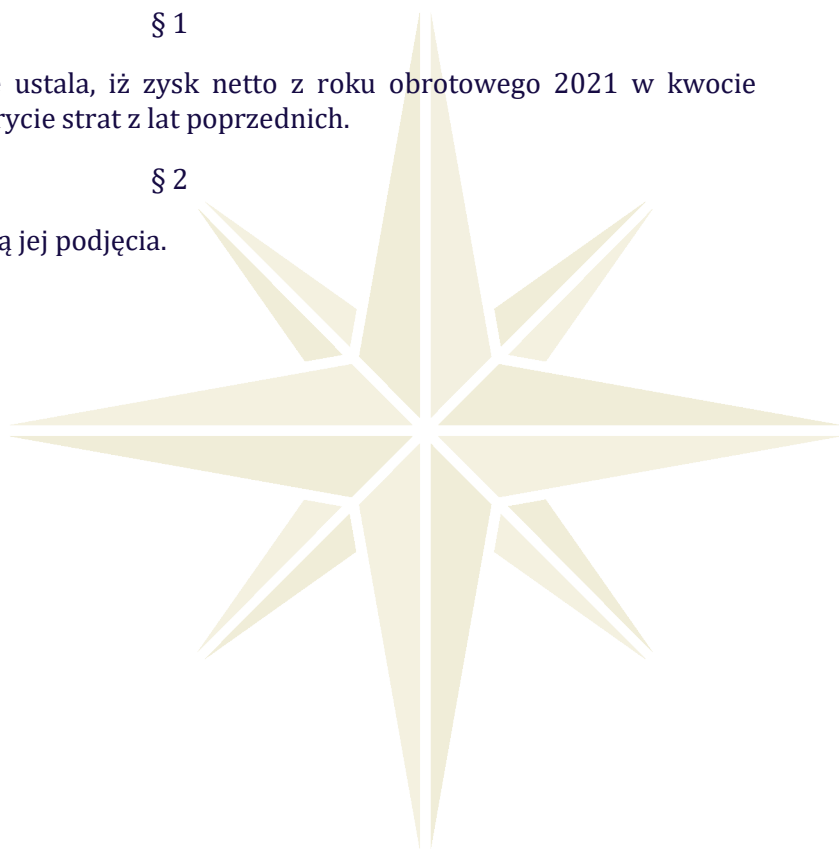 § 1
ustala, iż zysk netto z roku obrotowego 2021 w kwocie
rycie strat z lat poprzednich.
§ 2
ą jej podjęcia.